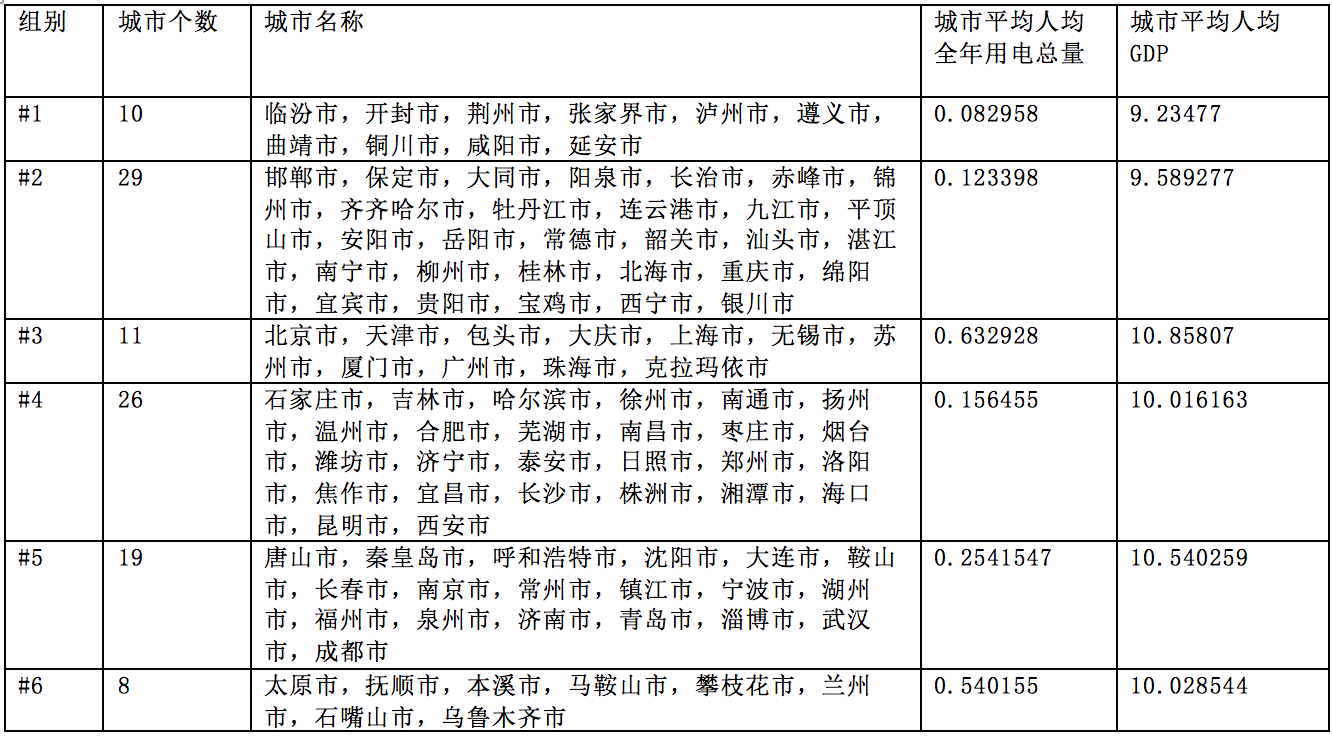 组别 城市个数 城市名称 城市平均人均 城市平均人均
全年用电总量 GDP
#1 10 临汾市，开封市，荆州市，张家界市，泸州市，遵义市， 0.082958 9.23477
曲靖市，铜川市，咸阳市，延安市
#2 29 邯郸市，保定市，大同市，阳泉市，长治市，赤峰市，锦 0.123398 9.589277
州市，齐齐哈尔市，牡丹江市，连云港市，九江市，平顶
山市，安阳市，岳阳市，常德市，韶关市，汕头市，湛江
市，南宁市，柳州市，桂林市，北海市，重庆市，绵阳
市，宜宾市，贵阳市，宝鸡市，西宁市，银川市
#3 11 北京市，天津市，包头市，大庆市，上海市，无锡市，苏 0.632928 10.85807
州市，厦门市，广州市，珠海市，克拉玛依市
#4 26 石家庄市，吉林市，哈尔滨市，徐州市，南通市，扬州 0.156455 10.016163
市，温州市，合肥市，芜湖市，南昌市，枣庄市，烟台
市，潍坊市，济宁市，泰安市，日照市，郑州市，洛阳
市，焦作市，宜昌市，长沙市，株洲市，湘潭市，海口
市，昆明市，西安市
#5 19 唐山市，秦皇岛市，呼和浩特市，沈阳市，大连市，鞍山 0.2541547 10.540259
市，长春市，南京市，常州市，镇江市，宁波市，湖州
市，福州市，泉州市，济南市，青岛市，淄博市，武汉
市，成都市
#6 8 太原市，抚顺市，本溪市，马鞍山市，攀枝花市，兰州 0.540155 10.028544
市，石嘴山市，乌鲁木齐市